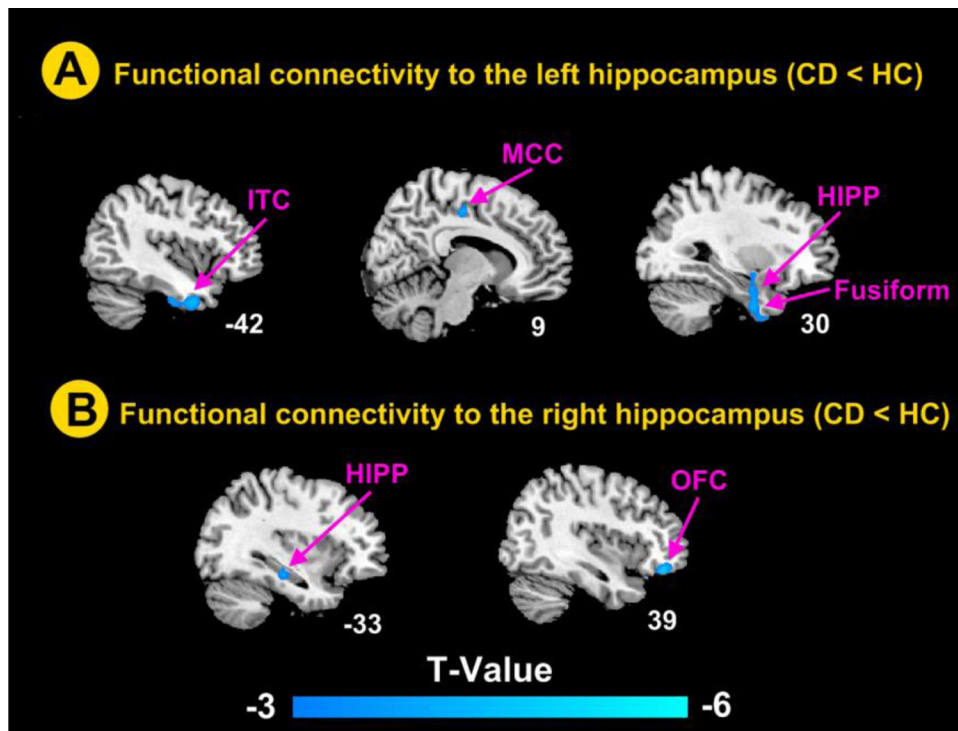 A Functional connectivity to the left hippocampus (CD < HC)
ITC
MCC
HIPP
Fusiform
-42
9
30
B Functional connectivity to the right hippocampus (CD < HC)
HIPP
OFC
-33
39
T-Value
-3
-6